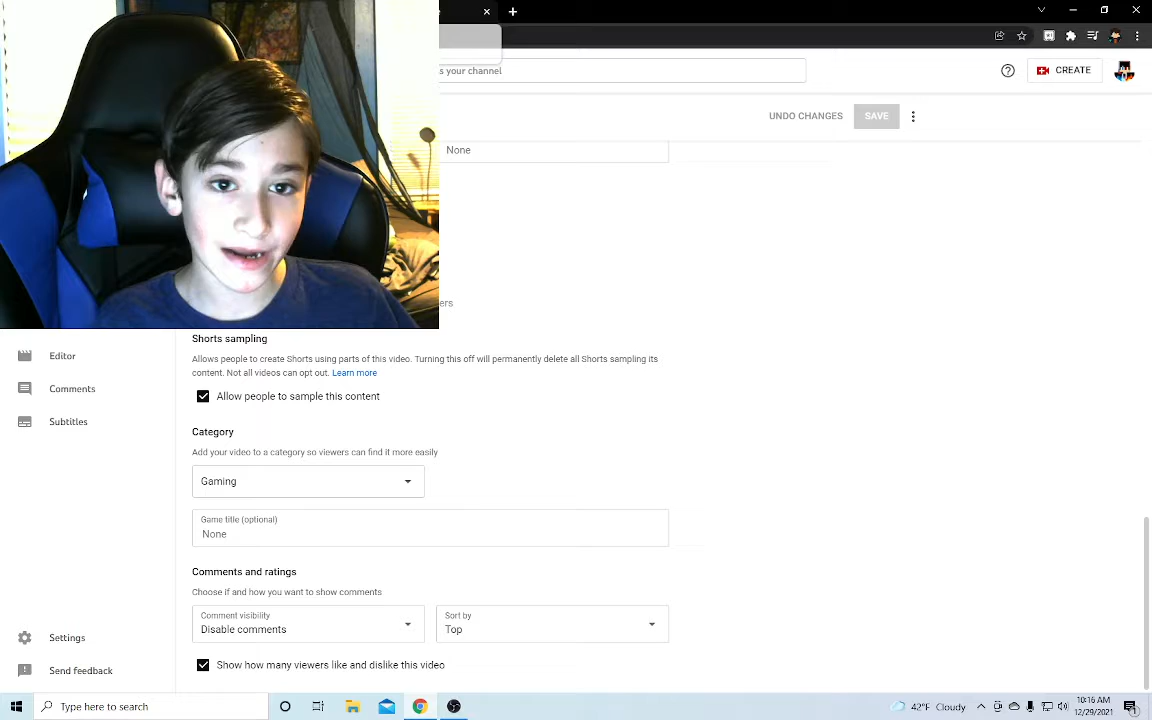 s your channel
CREATE
UNDO CHANGES
SAVE
None
ers
Shorts sampling
Allows people to create Shorts using parts of this video. Turning this off will permanently delete all Shorts sampling its
content. Not all videos can opt out. Learn more
Allow people to sample this content
Editor
Comments
Subtitles
Category
Add your video to a category so viewers can find it more easily
Gaming
Game title (optional)
None
Comments and ratings
Choose if and how you want to show comments
Comment visibility
Disable comments
Sort by
Top
Show how many viewers like and dislike this video
Settings
Send feedback
Type here to search
42°F Cloudy
10:16 AM
12/29/2021
1